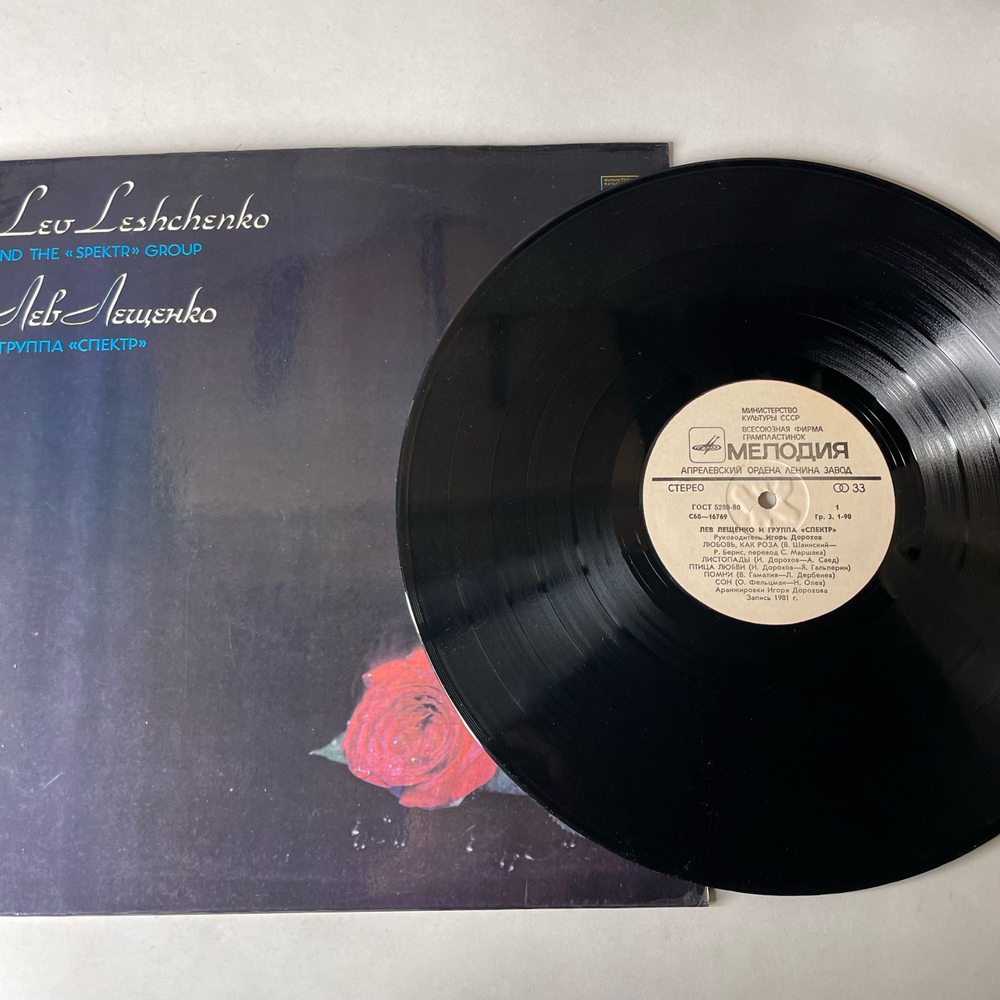 Lev Leshchenko
ND THE «SPEKTR» GROUP
Лев Лещенко
ГРУППА «СПЕКТР»
МИНИСТЕРСТВО
КУЛЬТУРЫ СССР
ВСЕСОЮЗНАЯ ФИРМА
ГРАМПЛАСТИНОК
МЕЛОДИЯ
АПРЕЛЕВСКИЙ ОРДЕНА ЛЕНИНА ЗАВОД
СТЕРЕО 33
ГОСТ 5289-80 1
С60—16769 Гр. 3. 1-90
ЛЕВ ЛЕЩЕНКО И ГРУППА «СПЕКТР»
Руководитель Игорь Дорохов
ЛЮБОВЬ, КАК РОЗА (В. Шаинский—
Р. Бернс, перевод С. Маршака)
ЛИСТОПАДЫ (И. Дорохов—А. Саед)
ПТИЦА ЛЮБВИ (И. Дорохов—Я. Гальперин)
ПОМНИ (В. Гамалия—Л. Дербенев)
СОН (О. Фельцман—Н. Олев)
Аранжировки Игоря Дорохова
Запись 1981 г.